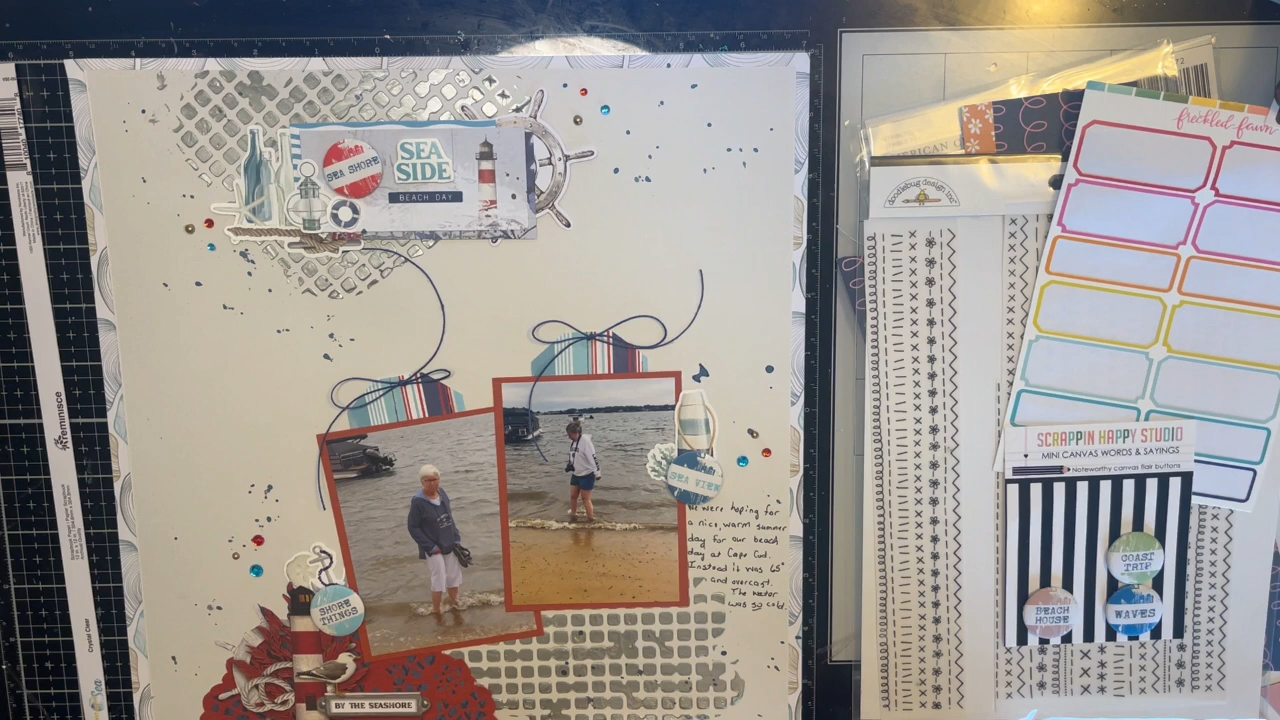 reminisce
Crystal Clear
SEA SHORE
SEA
SIDE
BEACH DAY
SEA VIEW
We were hoping for
a nice, warm summer
day for our beach
day at Cape Cod.
Instead it was 65°
and overcast.
The water
was so cold.
SHORE
THINGS
BY THE SEASHORE
doodlebug design inc
freckled-fawn
SCRAPPIN HAPPY STUDIO
MINI CANVAS WORDS & SAYINGS
Noteworthy canvas flair buttons
COAST
TRIP
BEACH
HOUSE
WAVES